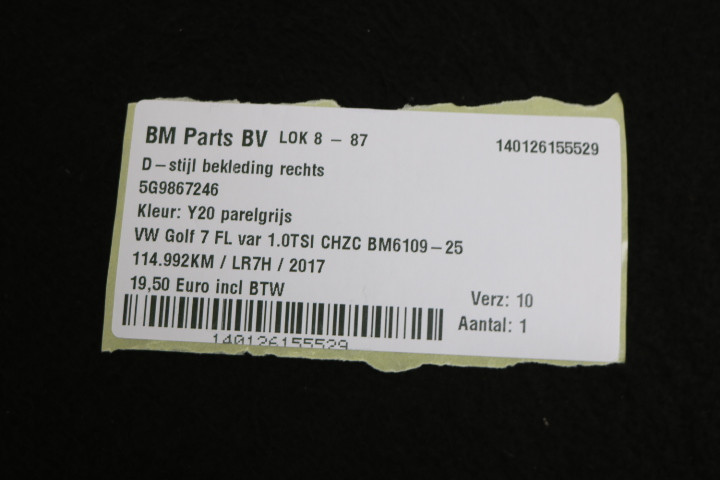 BM Parts BV LOK 8 - 87 140126155529
D-stijl bekleding rechts
5G9867246
Kleur: Y20 parelgrijs
VW Golf 7 FL var 1.0TSI CHZC BM6109-25
114.992KM / LR7H / 2017
19,50 Euro incl BTW
Verz: 10
Aantal: 1
140126155529